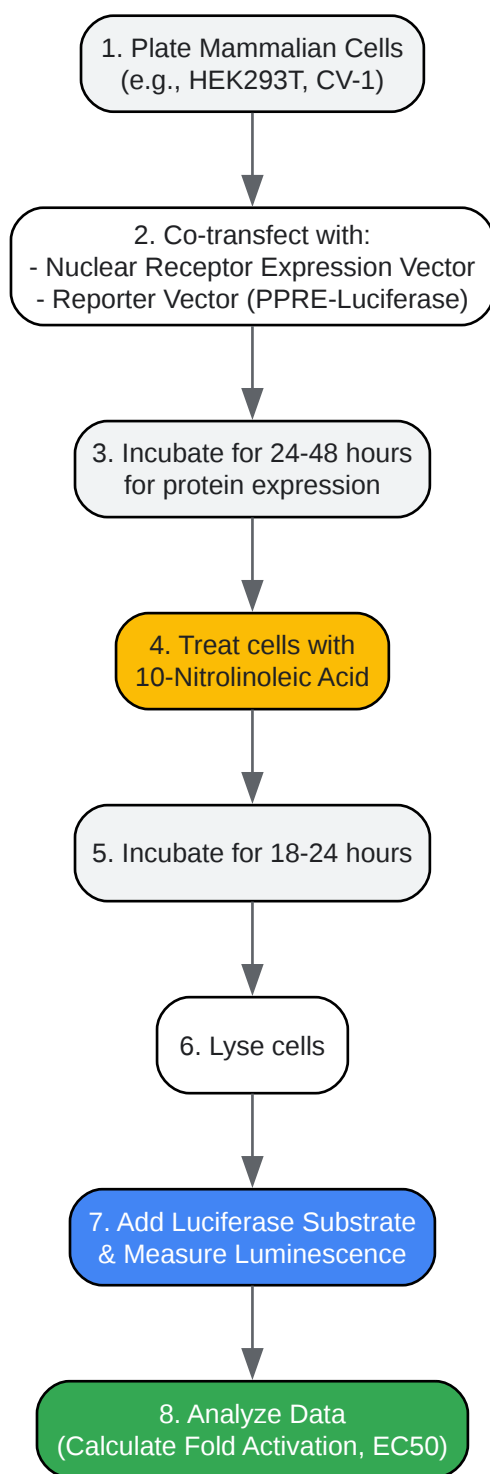 1. Plate Mammalian Cells
(e.g., HEK293T, CV-1)
2. Co-transfect with:
- Nuclear Receptor Expression Vector
- Reporter Vector (PPRE-Luciferase)
3. Incubate for 24-48 hours
for protein expression
4. Treat cells with
10-Nitrolinoleic Acid
5. Incubate for 18-24 hours
6. Lyse cells
7. Add Luciferase Substrate
& Measure Luminescence
8. Analyze Data
(Calculate Fold Activation, EC50)